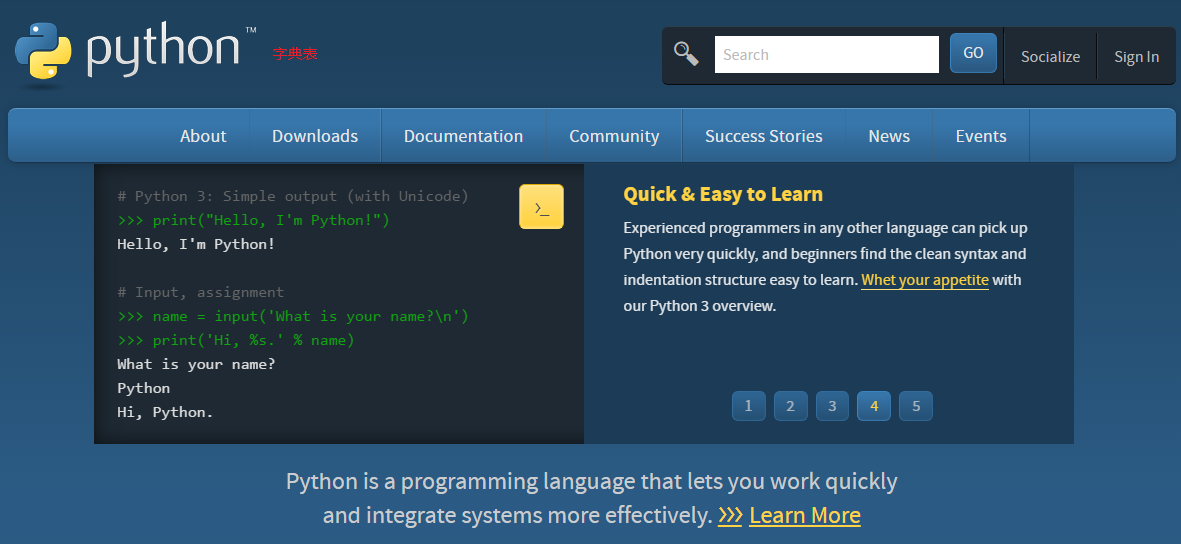 python™
字典表
Search
GO
Socialize
Sign In
About
Downloads
Documentation
Community
Success Stories
News
Events
# Python 3: Simple output (with Unicode)
>>> print("Hello, I'm Python!")
Hello, I'm Python!
# Input, assignment
>>> name = input('What is your name?\n')
>>> print('Hi, %s.' % name)
What is your name?
Python
Hi, Python.
>_
Quick & Easy to Learn
Experienced programmers in any other language can pick up
Python very quickly, and beginners find the clean syntax and
indentation structure easy to learn. Whet your appetite with
our Python 3 overview.
1
2
3
4
5
Python is a programming language that lets you work quickly
and integrate systems more effectively. >>> Learn More